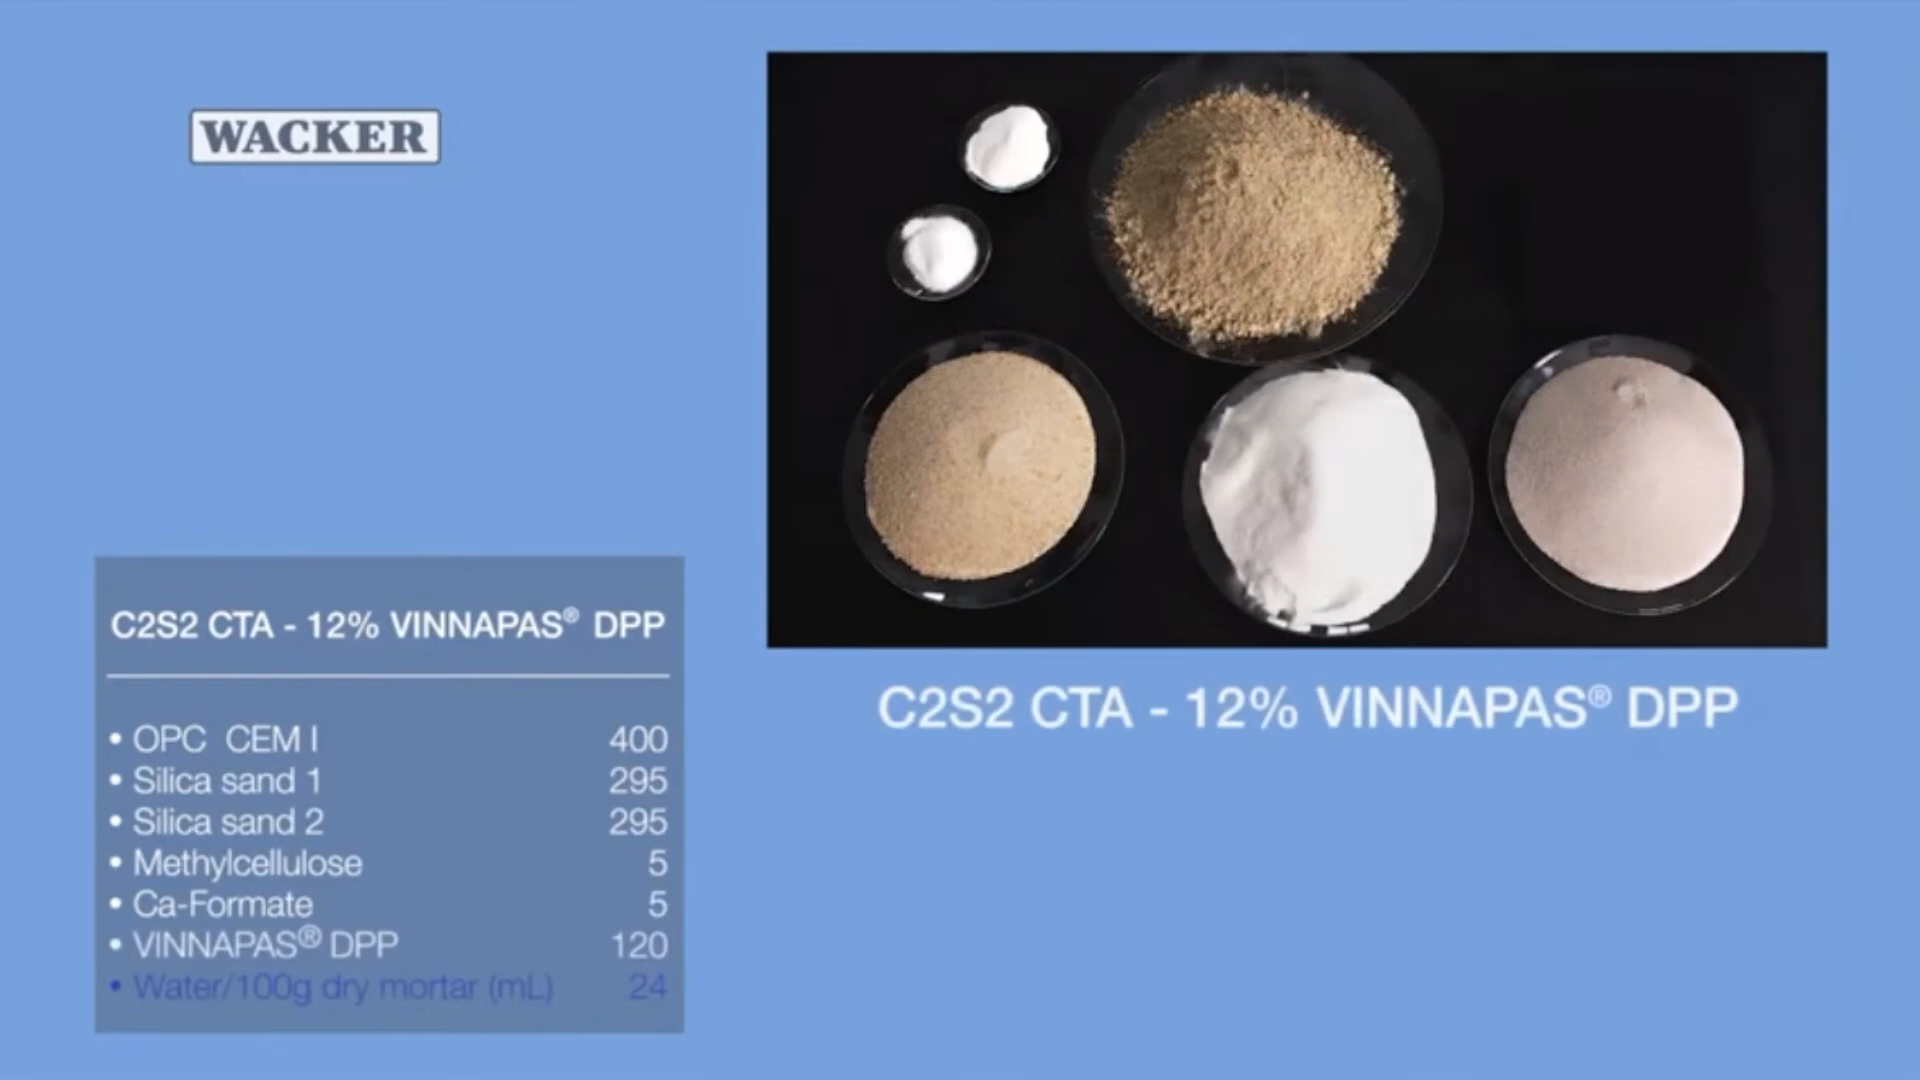 WACKER
C2S2 CTA - 12% VINNAPAS® DPP
• OPC CEM I 400
• Silica sand 1 295
• Silica sand 2 295
• Methylcellulose 5
• Ca-Formate 5
• VINNAPAS® DPP 120
• Water/100g dry mortar (mL) 24
C2S2 CTA - 12% VINNAPAS® DPP